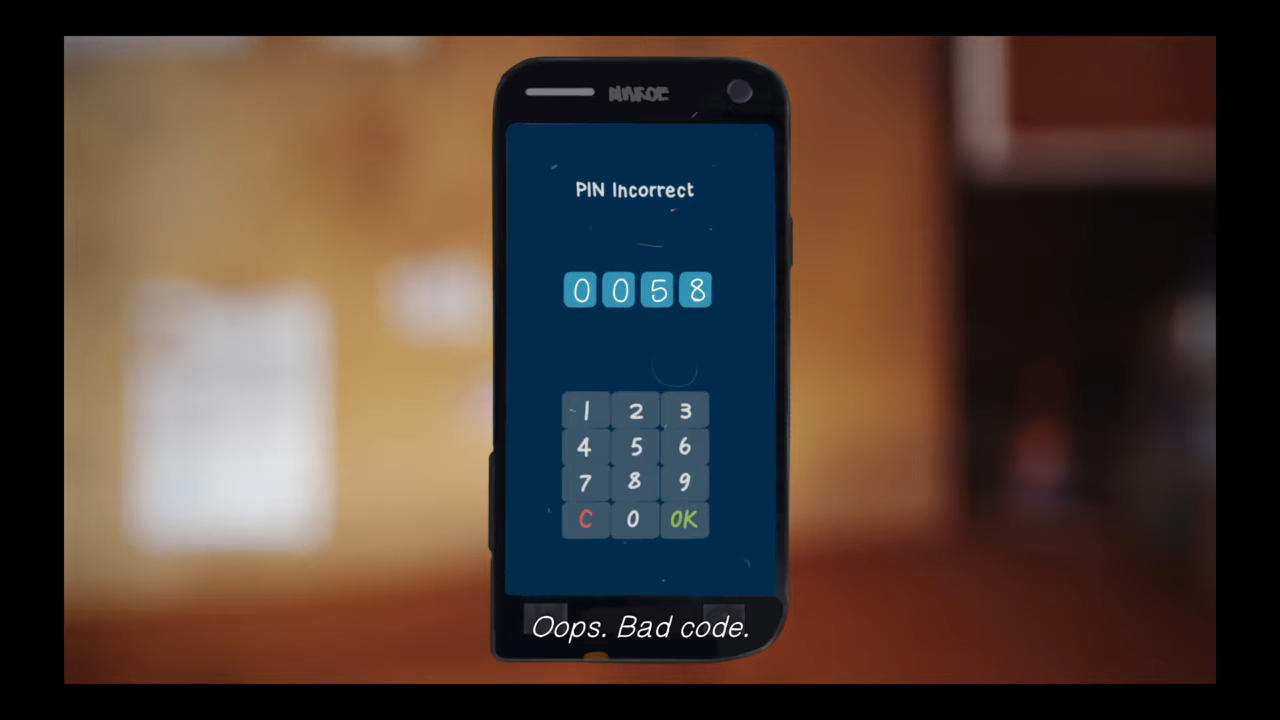 PIN Incorrect
0 0 5 8
1 2 3
4 5 6
7 8 9
C 0 OK
Oops. Bad code.